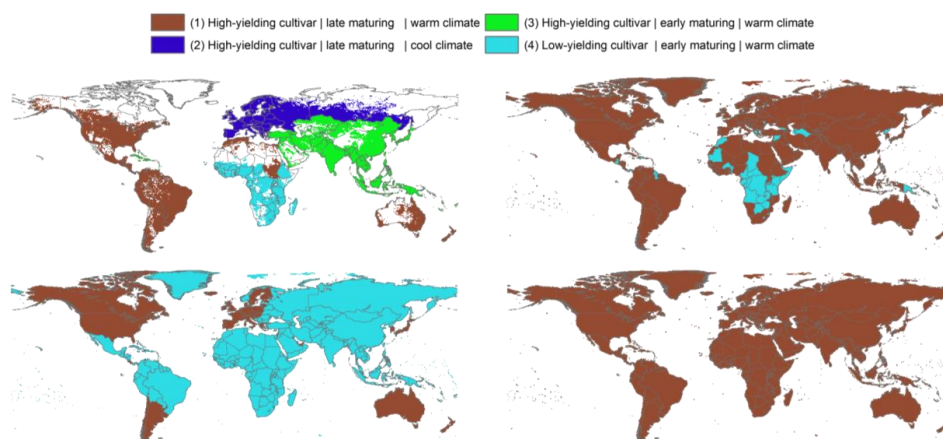 (1) High-yielding cultivar | late maturing | warm climate
(3) High-yielding cultivar | early maturing | warm climate
(2) High-yielding cultivar | late maturing | cool climate
(4) Low-yielding cultivar | early maturing | warm climate